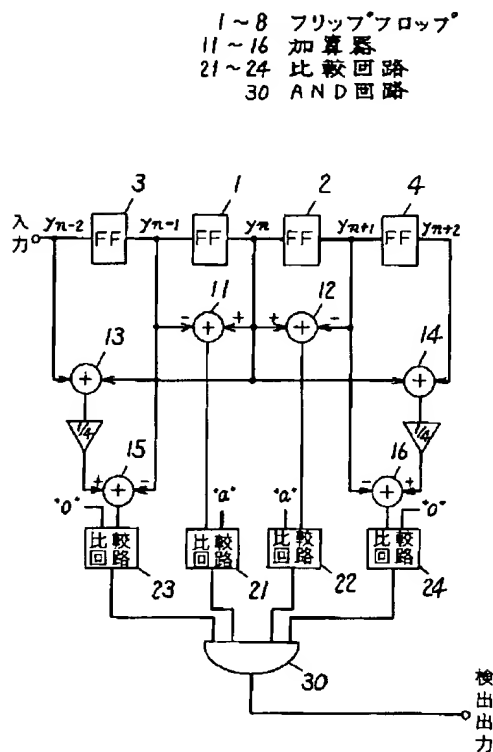 1～8 フリップフロップ
11～16 加算器
21～24 比較回路
30 AND回路
3 1 2 4
入力 yn-2 FF yn-1 FF yn FF yn+1 FF yn+2
11 12
- + + + + -
13 14
+ +
1/4 1/4
15 16
+ + - - + +
"0" "a" "a" "0"
比較回路 比較回路 比較回路 比較回路
23 21 22 24
30
検出出力